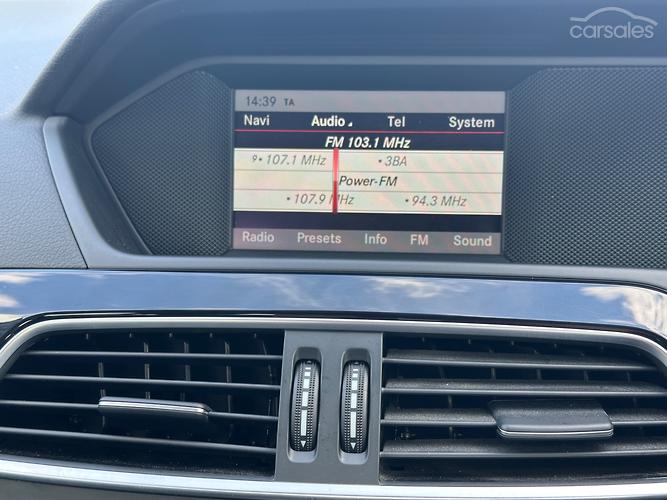 carsales
14:39 TA
Navi Audio Tel System
FM 103.1 MHz
9 • 107.1 MHz • 3BA
Power-FM
• 107.9 MHz • 94.3 MHz
Radio Presets Info FM Sound